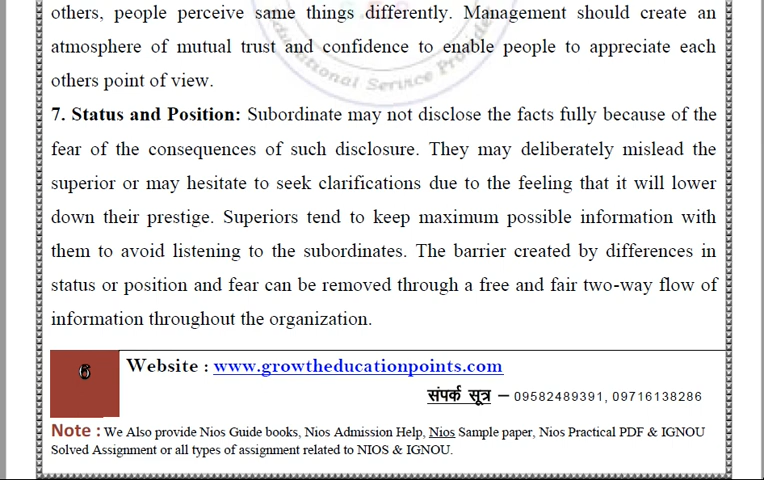 others, people perceive same things differently. Management should create an
atmosphere of mutual trust and confidence to enable people to appreciate each
others point of view.
7. Status and Position: Subordinate may not disclose the facts fully because of the
fear of the consequences of such disclosure. They may deliberately mislead the
superior or may hesitate to seek clarifications due to the feeling that it will lower
down their prestige. Superiors tend to keep maximum possible information with
them to avoid listening to the subordinates. The barrier created by differences in
status or position and fear can be removed through a free and fair two-way flow of
information throughout the organization.
6 Website : www.growtheducationpoints.com
संपर्क सूत्र – 09582489391, 09716138286
Note : We Also provide Nios Guide books, Nios Admission Help, Nios Sample paper, Nios Practical PDF & IGNOU
Solved Assignment or all types of assignment related to NIOS & IGNOU.